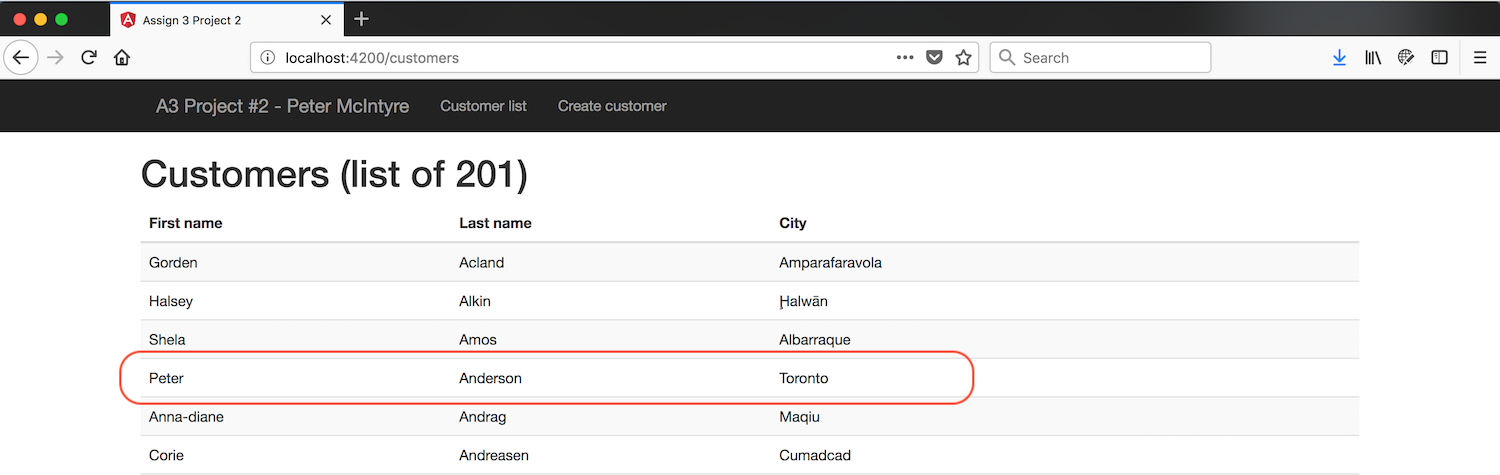 Assign 3 Project 2
localhost:4200/customers
Search
A3 Project #2 - Peter McIntyre Customer list Create customer
Customers (list of 201)
First name Last name City
Gorden Acland Amparafaravola
Halsey Alkin Ḩalwān
Shela Amos Albarraque
Peter Anderson Toronto
Anna-diane Andrag Maqiu
Corie Andreasen Cumadcad